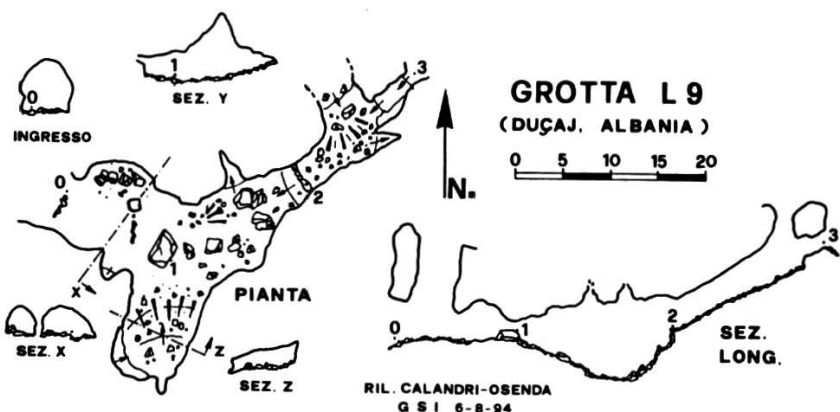 GROTTA L 9
(DUÇAJ, ALBANIA)
0 5 10 15 20
N.
1
SEZ. Y
0
INGRESSO
3
0
2
1
X
PIANTA
SEZ. X
Z
SEZ. Z
3
0
1
2
SEZ.
LONG.
RIL. CALANDRI-OSENDA
G S I 6-8-94